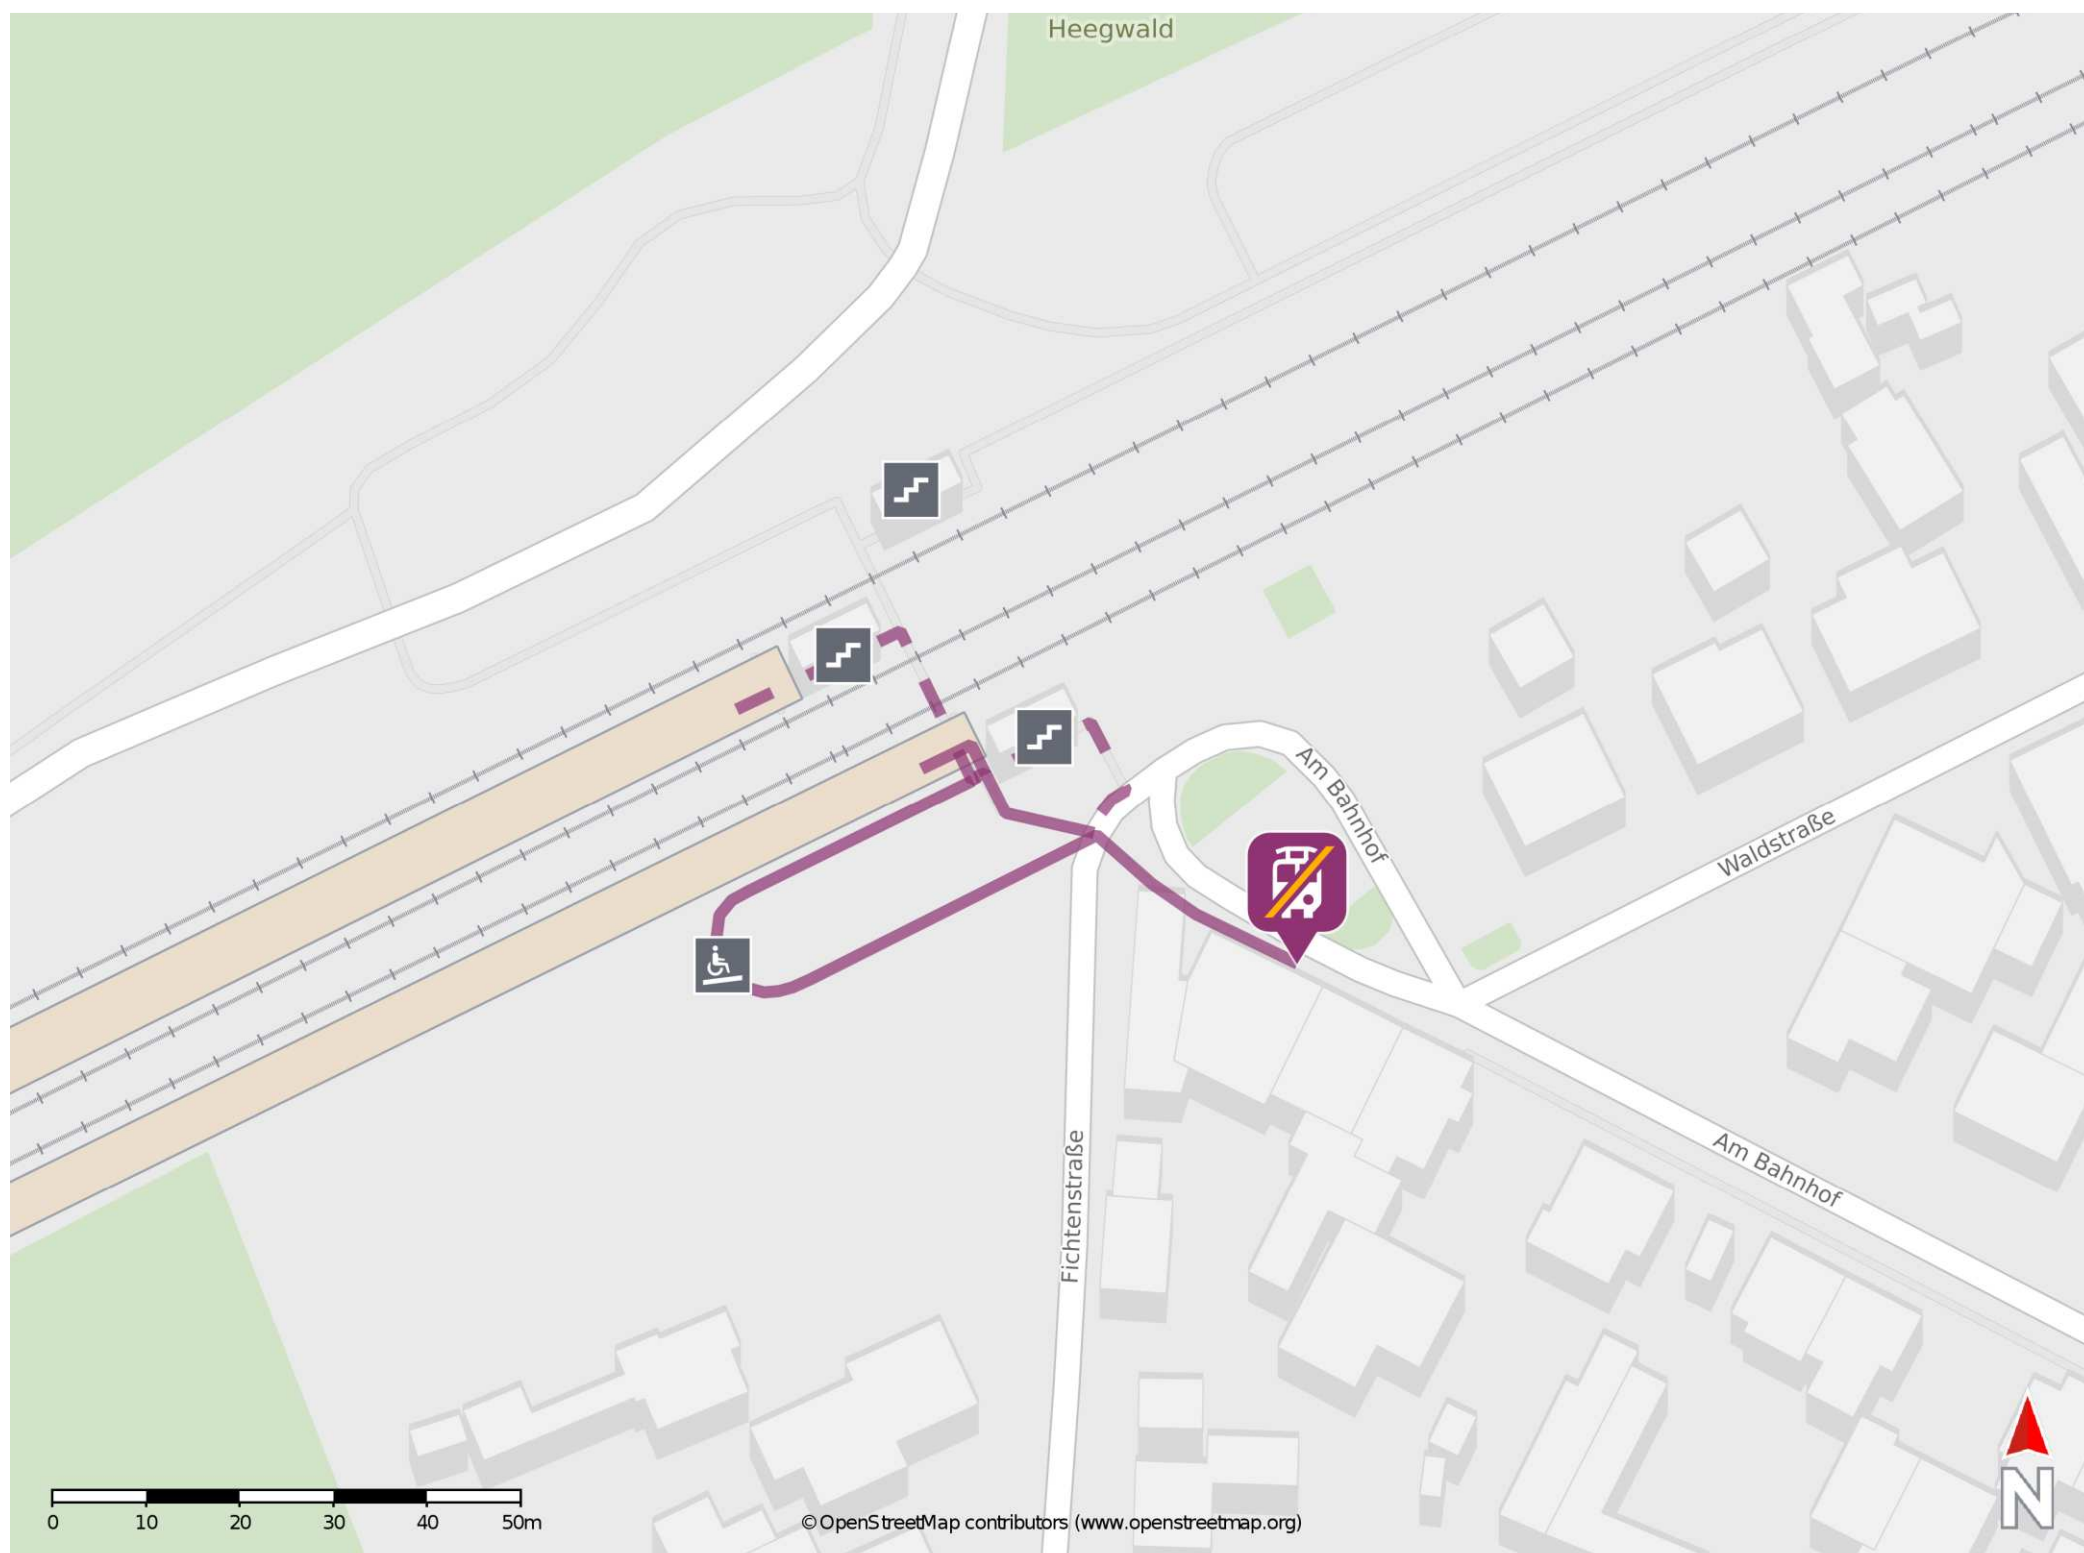 Heegwald
Am Bahnhof
Waldstraße
Am Bahnhof
Fichtenstraße
0 10 20 30 40 50m
©OpenStreetMap contributors (www.openstreetmap.org)
N